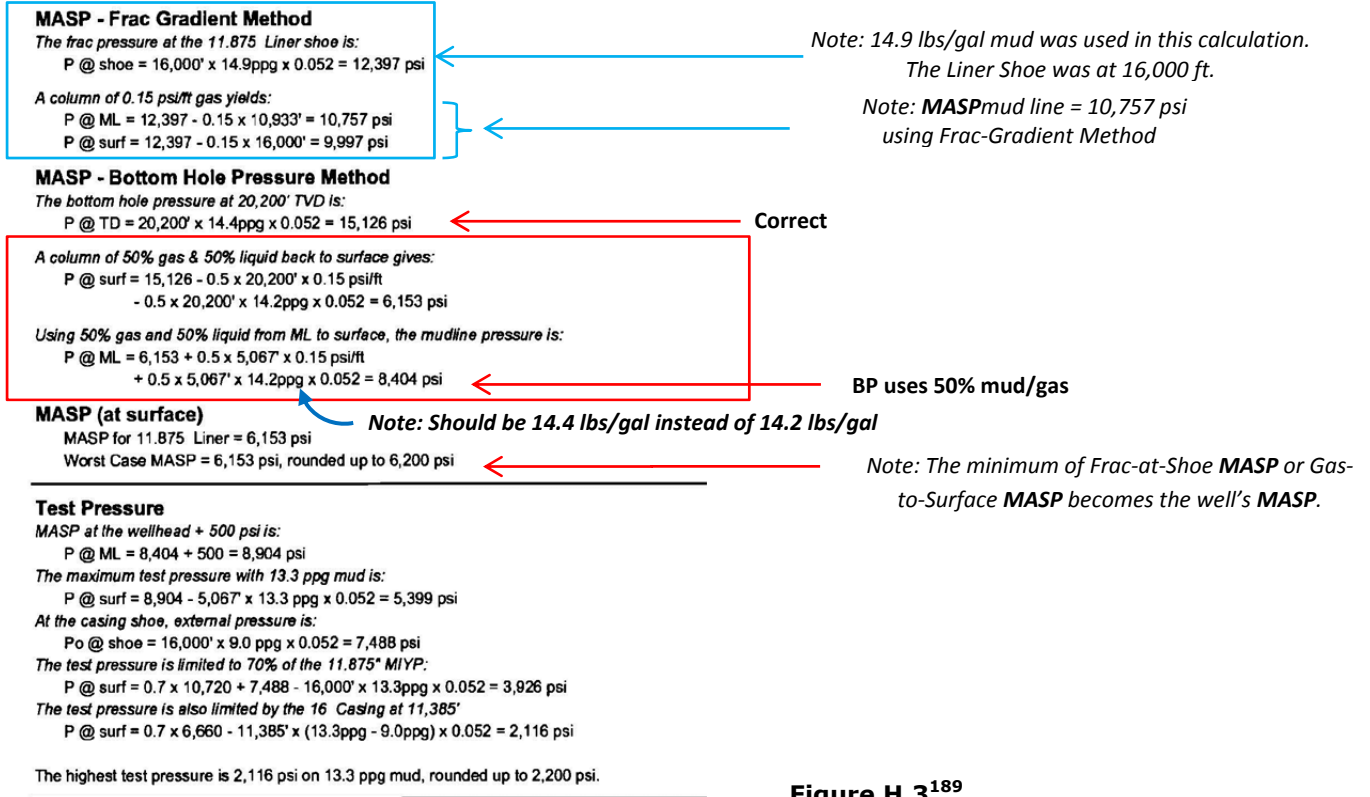 MASP - Frac Gradient Method
The frac pressure at the 11.875 Liner shoe is:
P @ shoe = 16,000' x 14.9ppg x 0.052 = 12,397 psi
Note: 14.9 lbs/gal mud was used in this calculation.
The Liner Shoe was at 16,000 ft.
A column of 0.15 psi/ft gas yields:
P @ ML = 12,397 - 0.15 x 10,933' = 10,757 psi
P @ surf = 12,397 - 0.15 x 16,000' = 9,997 psi
Note: MASPmud line = 10,757 psi
using Frac-Gradient Method
MASP - Bottom Hole Pressure Method
The bottom hole pressure at 20,200' TVD is:
P @ TD = 20,200' x 14.4ppg x 0.052 = 15,126 psi
Correct
A column of 50% gas & 50% liquid back to surface gives:
P @ surf = 15,126 - 0.5 x 20,200' x 0.15 psi/ft
- 0.5 x 20,200' x 14.2ppg x 0.052 = 6,153 psi
Using 50% gas and 50% liquid from ML to surface, the mudline pressure is:
P @ ML = 6,153 + 0.5 x 5,067' x 0.15 psi/ft
+ 0.5 x 5,067' x 14.2ppg x 0.052 = 8,404 psi
BP uses 50% mud/gas
Note: Should be 14.4 lbs/gal instead of 14.2 lbs/gal
MASP (at surface)
MASP for 11.875 Liner = 6,153 psi
Worst Case MASP = 6,153 psi, rounded up to 6,200 psi
Note: The minimum of Frac-at-Shoe MASP or Gas-
to-Surface MASP becomes the well's MASP.
Test Pressure
MASP at the wellhead + 500 psi is:
P @ ML = 8,404 + 500 = 8,904 psi
The maximum test pressure with 13.3 ppg mud is:
P @ surf = 8,904 - 5,067' x 13.3 ppg x 0.052 = 5,399 psi
At the casing shoe, external pressure is:
Po @ shoe = 16,000' x 9.0 ppg x 0.052 = 7,488 psi
The test pressure is limited to 70% of the 11.875" MIYP:
P @ surf = 0.7 x 10,720 + 7,488 - 16,000' x 13.3ppg x 0.052 = 3,926 psi
The test pressure is also limited by the 16 Casing at 11,385'
P @ surf = 0.7 x 6,660 - 11,385' x (13.3ppg - 9.0ppg) x 0.052 = 2,116 psi
The highest test pressure is 2,116 psi on 13.3 ppg mud, rounded up to 2,200 psi.
Figure H.3189